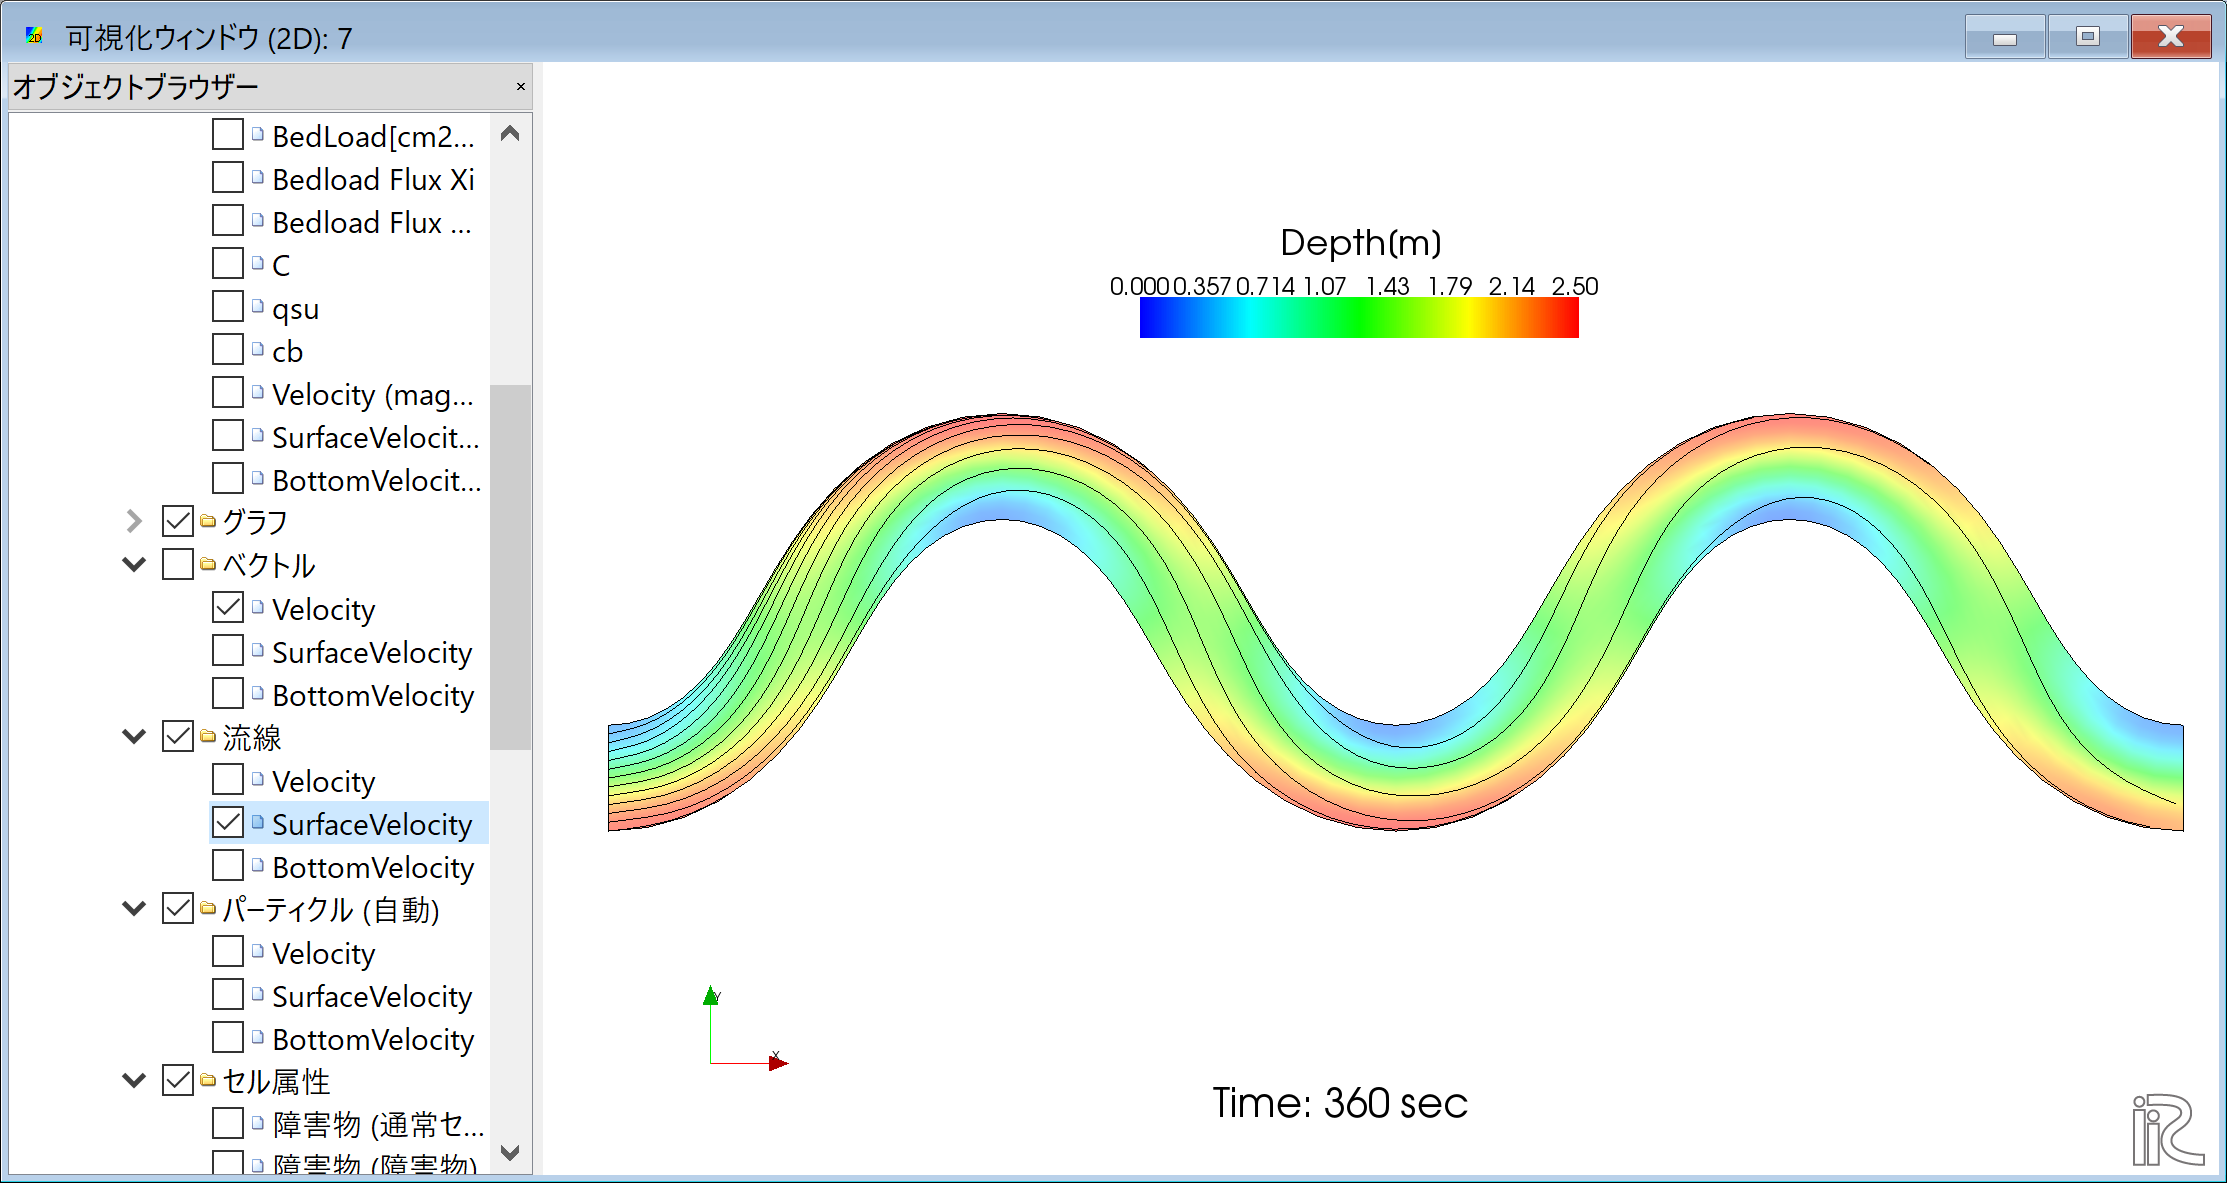 可視化ウィンドウ (2D): 7
オブジェクトブラウザー
BedLoad[cm2...
Bedload Flux Xi
Bedload Flux ...
C
qsu
cb
Velocity (mag...
SurfaceVelocit...
BottomVelocit...
グラフ
ベクトル
Velocity
SurfaceVelocity
BottomVelocity
流線
Velocity
SurfaceVelocity
BottomVelocity
パーティクル (自動)
Velocity
SurfaceVelocity
BottomVelocity
セル属性
障害物 (通常セ...
障害物 (障害物)
Depth(m)
0.000 0.357 0.714 1.07 1.43 1.79 2.14 2.50
Y
X
Time: 360 sec
iRIC